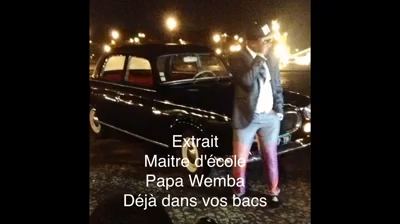 Extrait
Maitre d'école
Papa Wemba
Déjà dans vos bacs